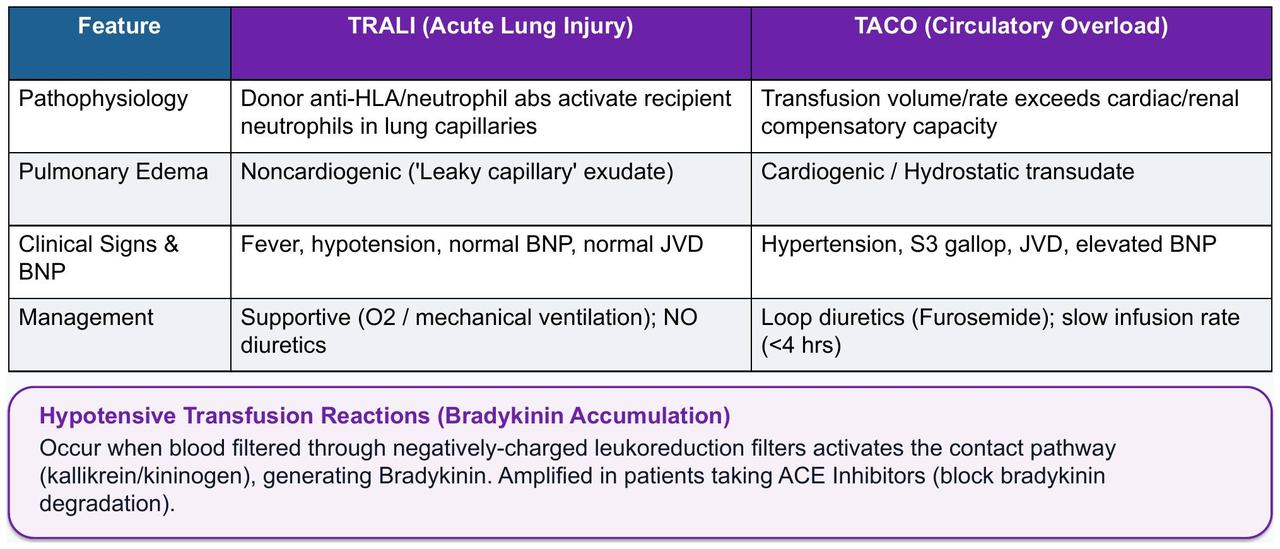 Feature
TRALI (Acute Lung Injury)
TACO (Circulatory Overload)
Pathophysiology
Donor anti-HLA/neutrophil abs activate recipient
neutrophils in lung capillaries
Transfusion volume/rate exceeds cardiac/renal
compensatory capacity
Pulmonary Edema
Noncardiogenic ('Leaky capillary' exudate)
Cardiogenic / Hydrostatic transudate
Clinical Signs &
BNP
Fever, hypotension, normal BNP, normal JVD
Hypertension, S3 gallop, JVD, elevated BNP
Management
Supportive (O2 / mechanical ventilation); NO
diuretics
Loop diuretics (Furosemide); slow infusion rate
(<4 hrs)
Hypotensive Transfusion Reactions (Bradykinin Accumulation)
Occur when blood filtered through negatively-charged leukoreduction filters activates the contact pathway
(kallikrein/kininogen), generating Bradykinin. Amplified in patients taking ACE Inhibitors (block bradykinin
degradation).